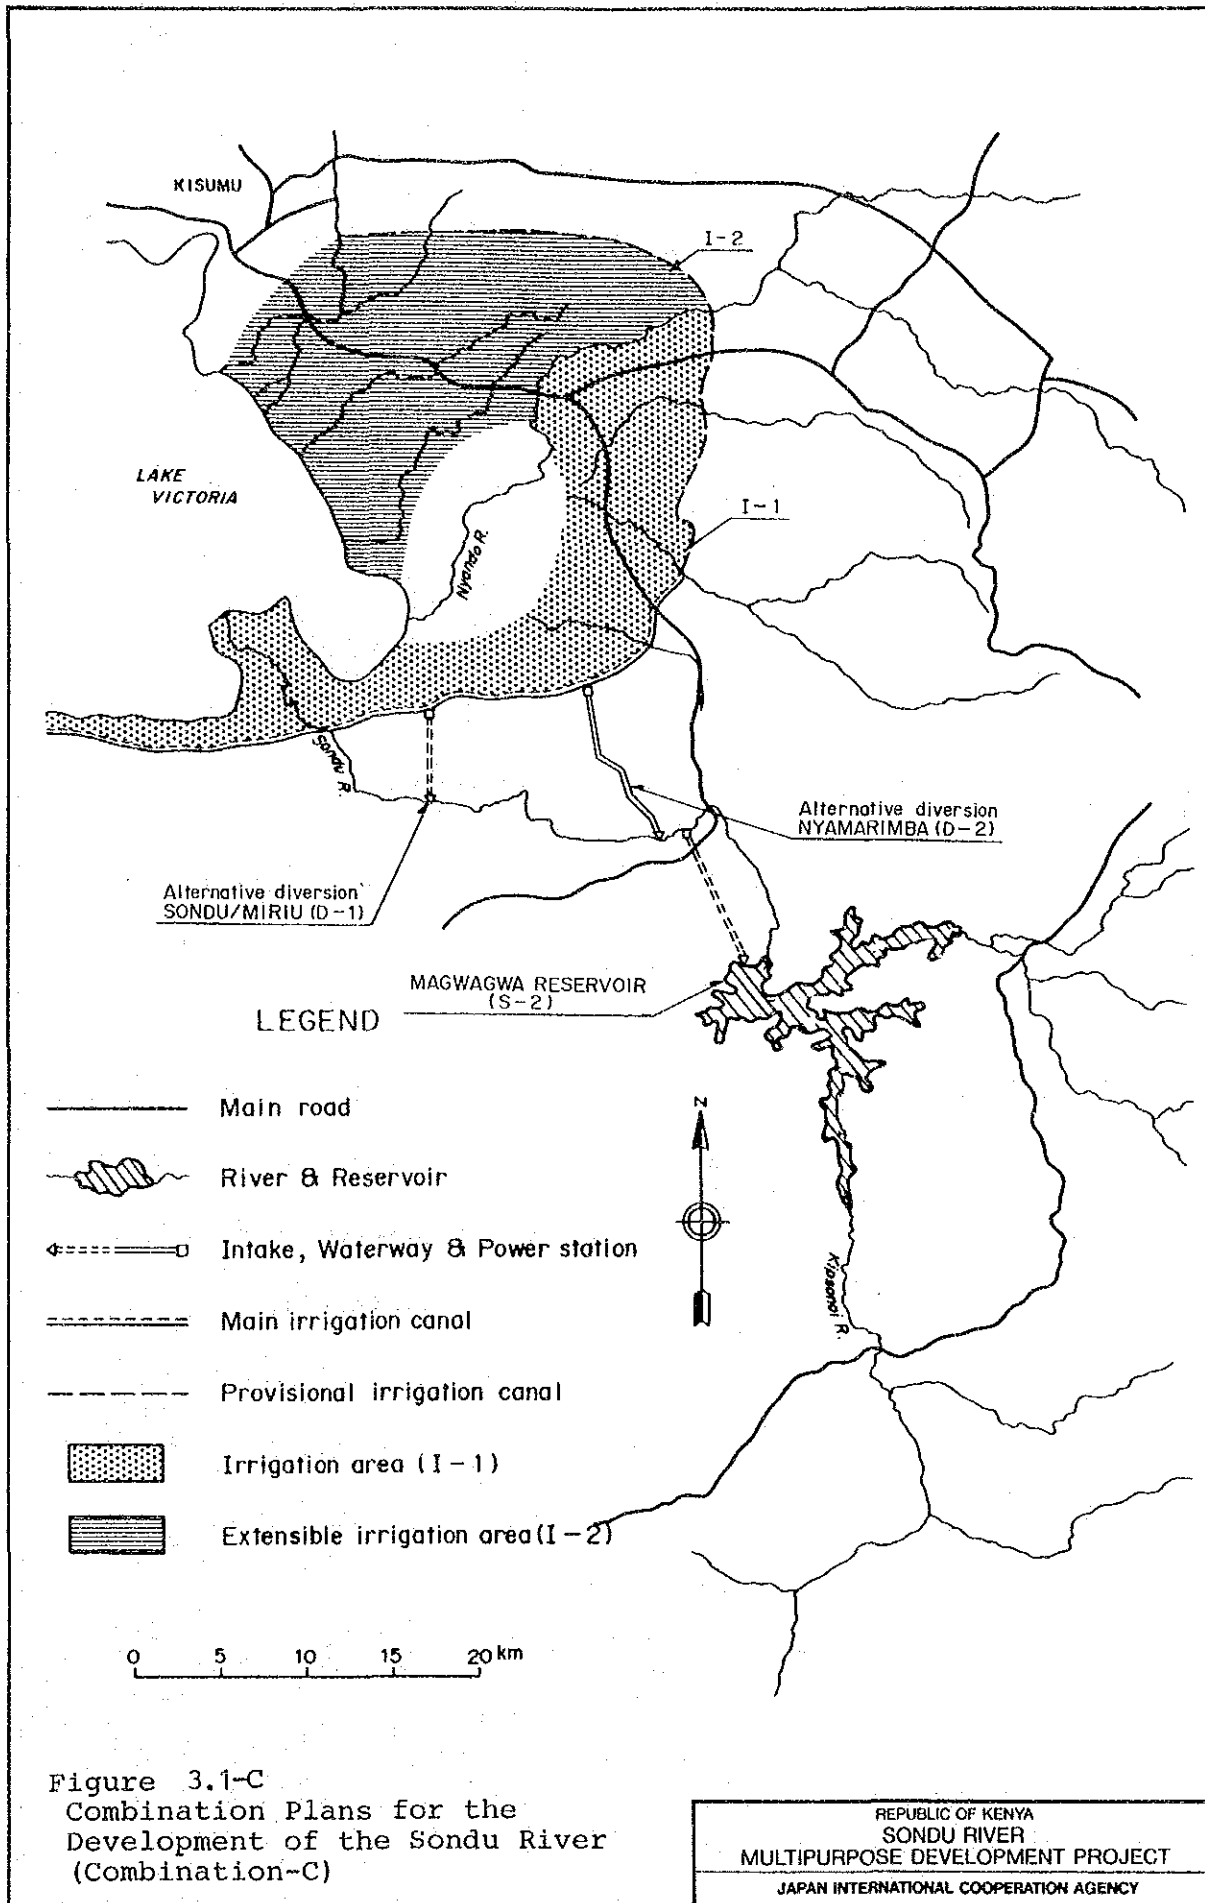 KISUMU
I-2
LAKE
VICTORIA
I-1
Nyando R.
Sondu R.
Alternative diversion
NYAMARIMBA (D-2)
Alternative diversion
SONDU/MIRIU (D-1)
MAGWAGWA RESERVOIR
(S-2)
LEGEND
Main road
River & Reservoir
Intake, Waterway & Power station
Main irrigation canal
Provisional irrigation canal
Irrigation area (I-1)
Extensible irrigation area (I-2)
N
Kipsonoi R.
0 5 10 15 20 km
Figure 3.1-C
Combination Plans for the
Development of the Sondu River
(Combination-C)
REPUBLIC OF KENYA
SONDU RIVER
MULTIPURPOSE DEVELOPMENT PROJECT
JAPAN INTERNATIONAL COOPERATION AGENCY